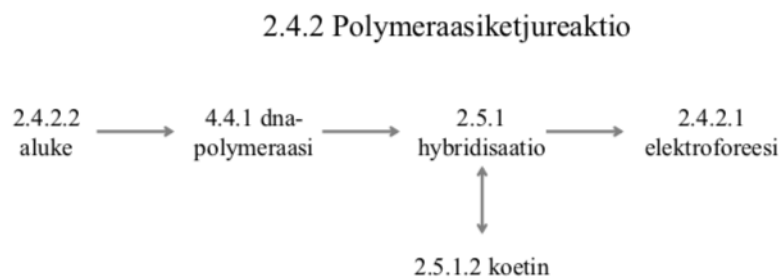 2.4.2 Polymeraasiketjureaktio
2.4.2.2
aluke
4.4.1 dna-
polymeraasi
2.5.1
hybridisaatio
2.4.2.1
elektroforeesi
2.5.1.2 koetin